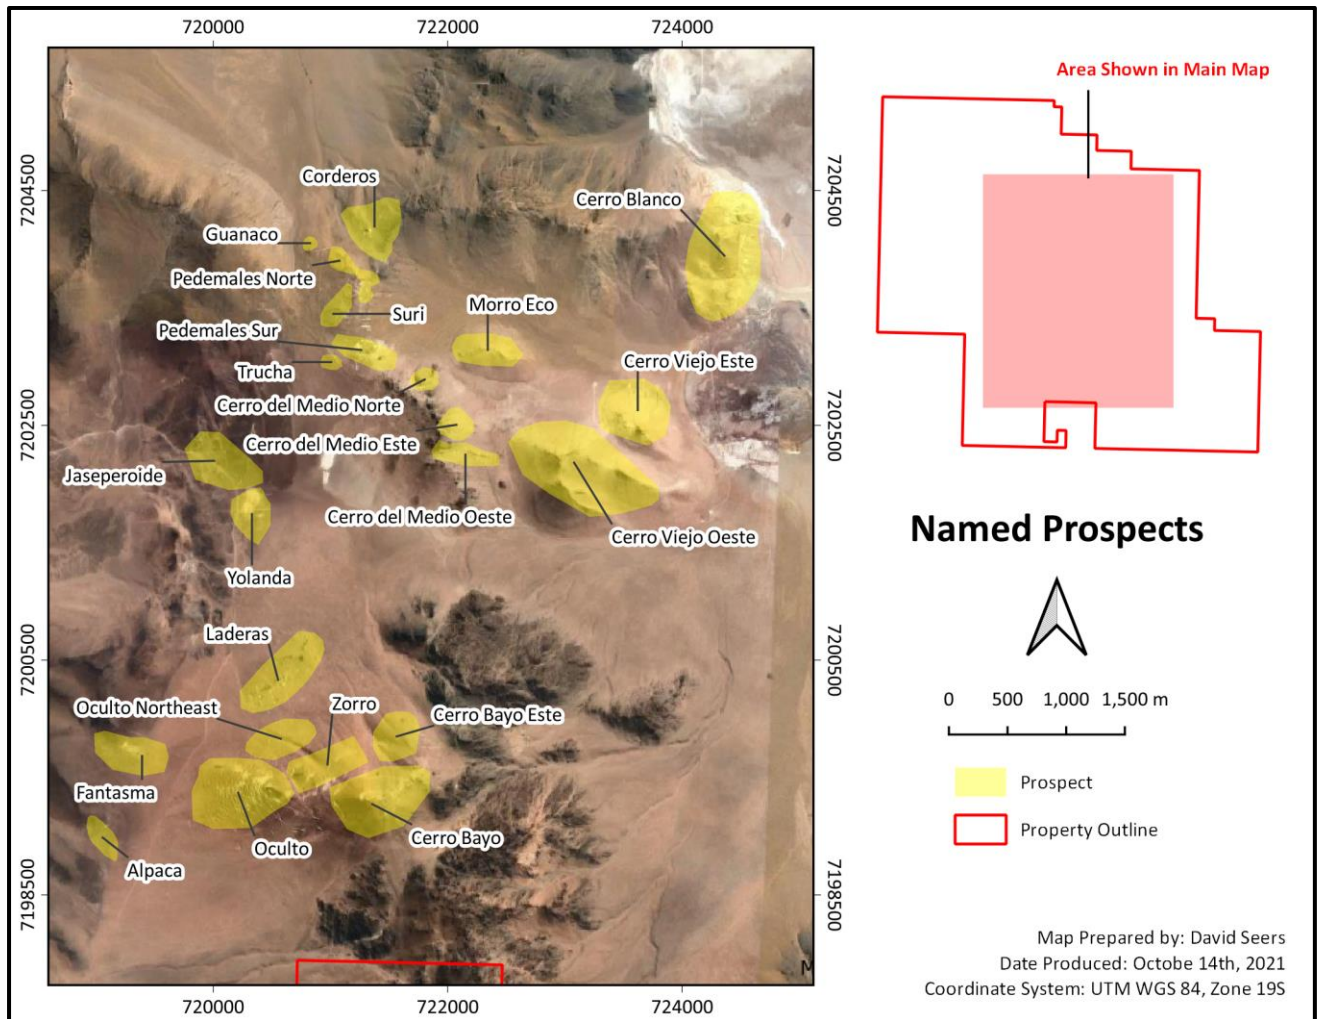 720000
722000
724000
Area Shown in Main Map
7204500
7204500
Corderos
Cerro Blanco
Guanaco
Pedemales Norte
Suri
Morro Eco
Pedemales Sur
Trucha
Cerro Viejo Este
Cerro del Medio Norte
7202500
7202500
Cerro del Medio Este
Jaseperoide
Cerro del Medio Oeste
Cerro Viejo Oeste
Named Prospects
Yolanda
Laderas
7200500
7200500
Oculto Northeast
Zorro
Cerro Bayo Este
0 500 1,000 1,500 m
Fantasma
Prospect
Cerro Bayo
Property Outline
Oculto
Alpaca
7198500
7198500
Map Prepared by: David Seers
Date Produced: Octobe 14th, 2021
Coordinate System: UTM WGS 84, Zone 19S
M
720000
722000
724000